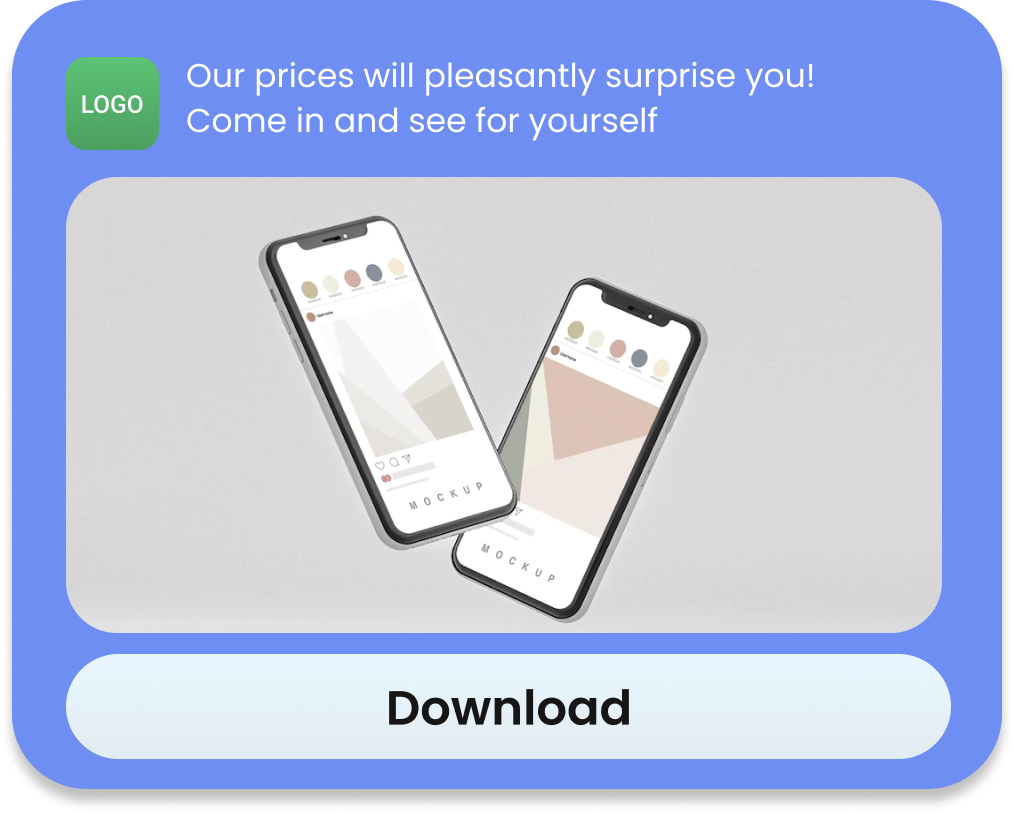 LOGO
Our prices will pleasantly surprise you!
Come in and see for yourself
Username
Username
MOCKUP
MOCKUP
Download